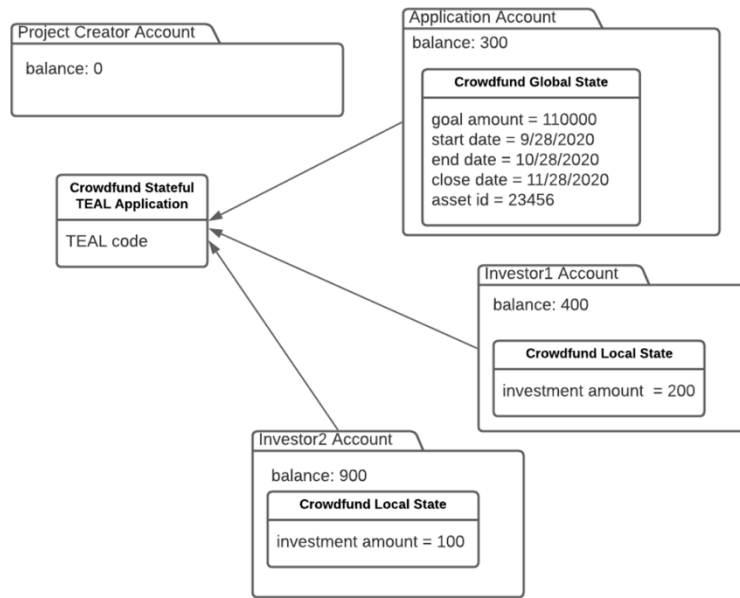 Project Creator Account
balance: 0
Application Account
balance: 300
Crowdfund Global State
goal amount = 110000
start date = 9/28/2020
end date = 10/28/2020
close date = 11/28/2020
asset id = 23456
Crowdfund Stateful
TEAL Application
TEAL code
Investor1 Account
balance: 400
Crowdfund Local State
investment amount  = 200
Investor2 Account
balance: 900
Crowdfund Local State
investment amount = 100